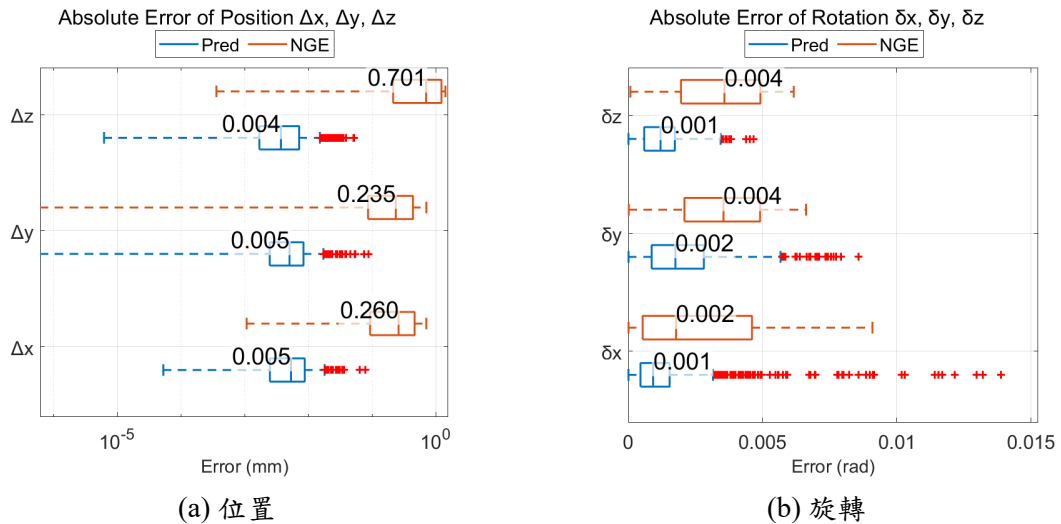 Absolute Error of Position Δx, Δy, Δz
Pred NGE
0.701
Δz
0.004
0.235
Δy
0.005
0.260
Δx
0.005
10^-5 10^0
Error (mm)
(a) 位置
Absolute Error of Rotation δx, δy, δz
Pred NGE
0.004
δz
0.001
0.004
δy
0.002
0.002
δx
0.001
0 0.005 0.01 0.015
Error (rad)
(b) 旋轉